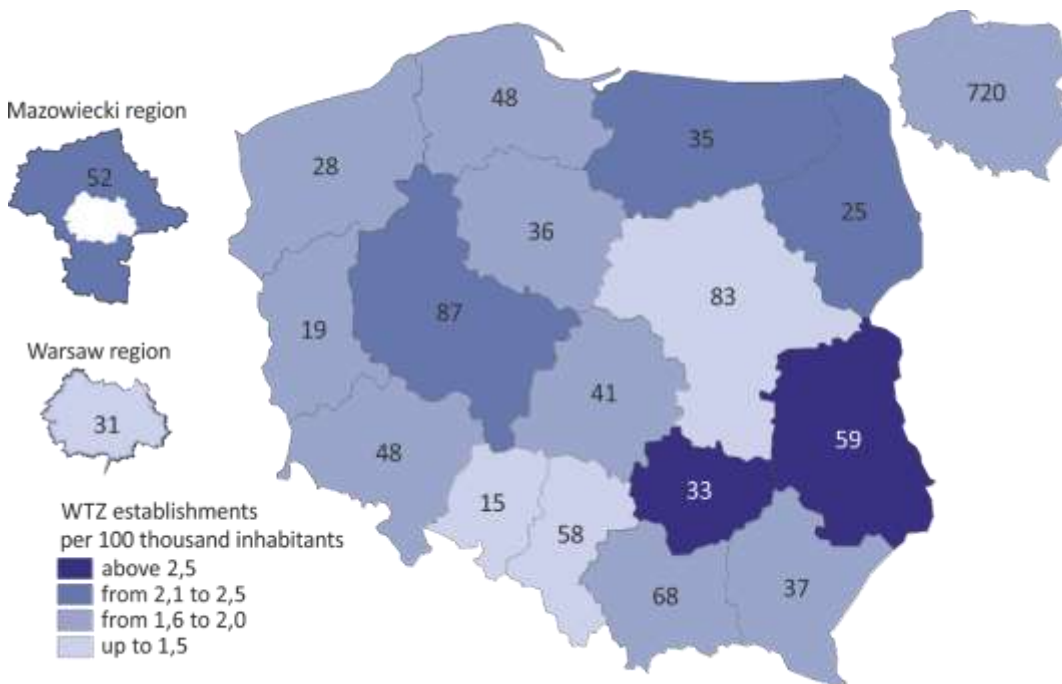 Mazowiecki region
52
Warsaw region
31
WTZ establishments
per 100 thousand inhabitants
above 2,5
from 2,1 to 2,5
from 1,6 to 2,0
up to 1,5
48
28
35
25
36
83
87
19
41
59
48
15
33
58
68
37
720